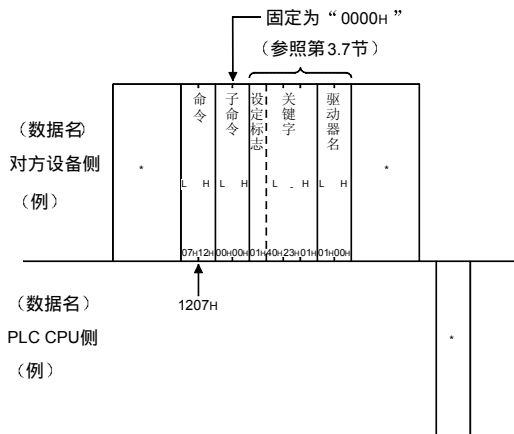 固定为“0000H”
（参照第3.7节）
命令
子命令
设定标志
关键字
驱动器名
（数据名）
对方设备侧
（例）
*
*
L H L H L - H L H
07H12H00H00H01H40H23H01H01H00H
（数据名）
1207H
PLC CPU侧
*
（例）